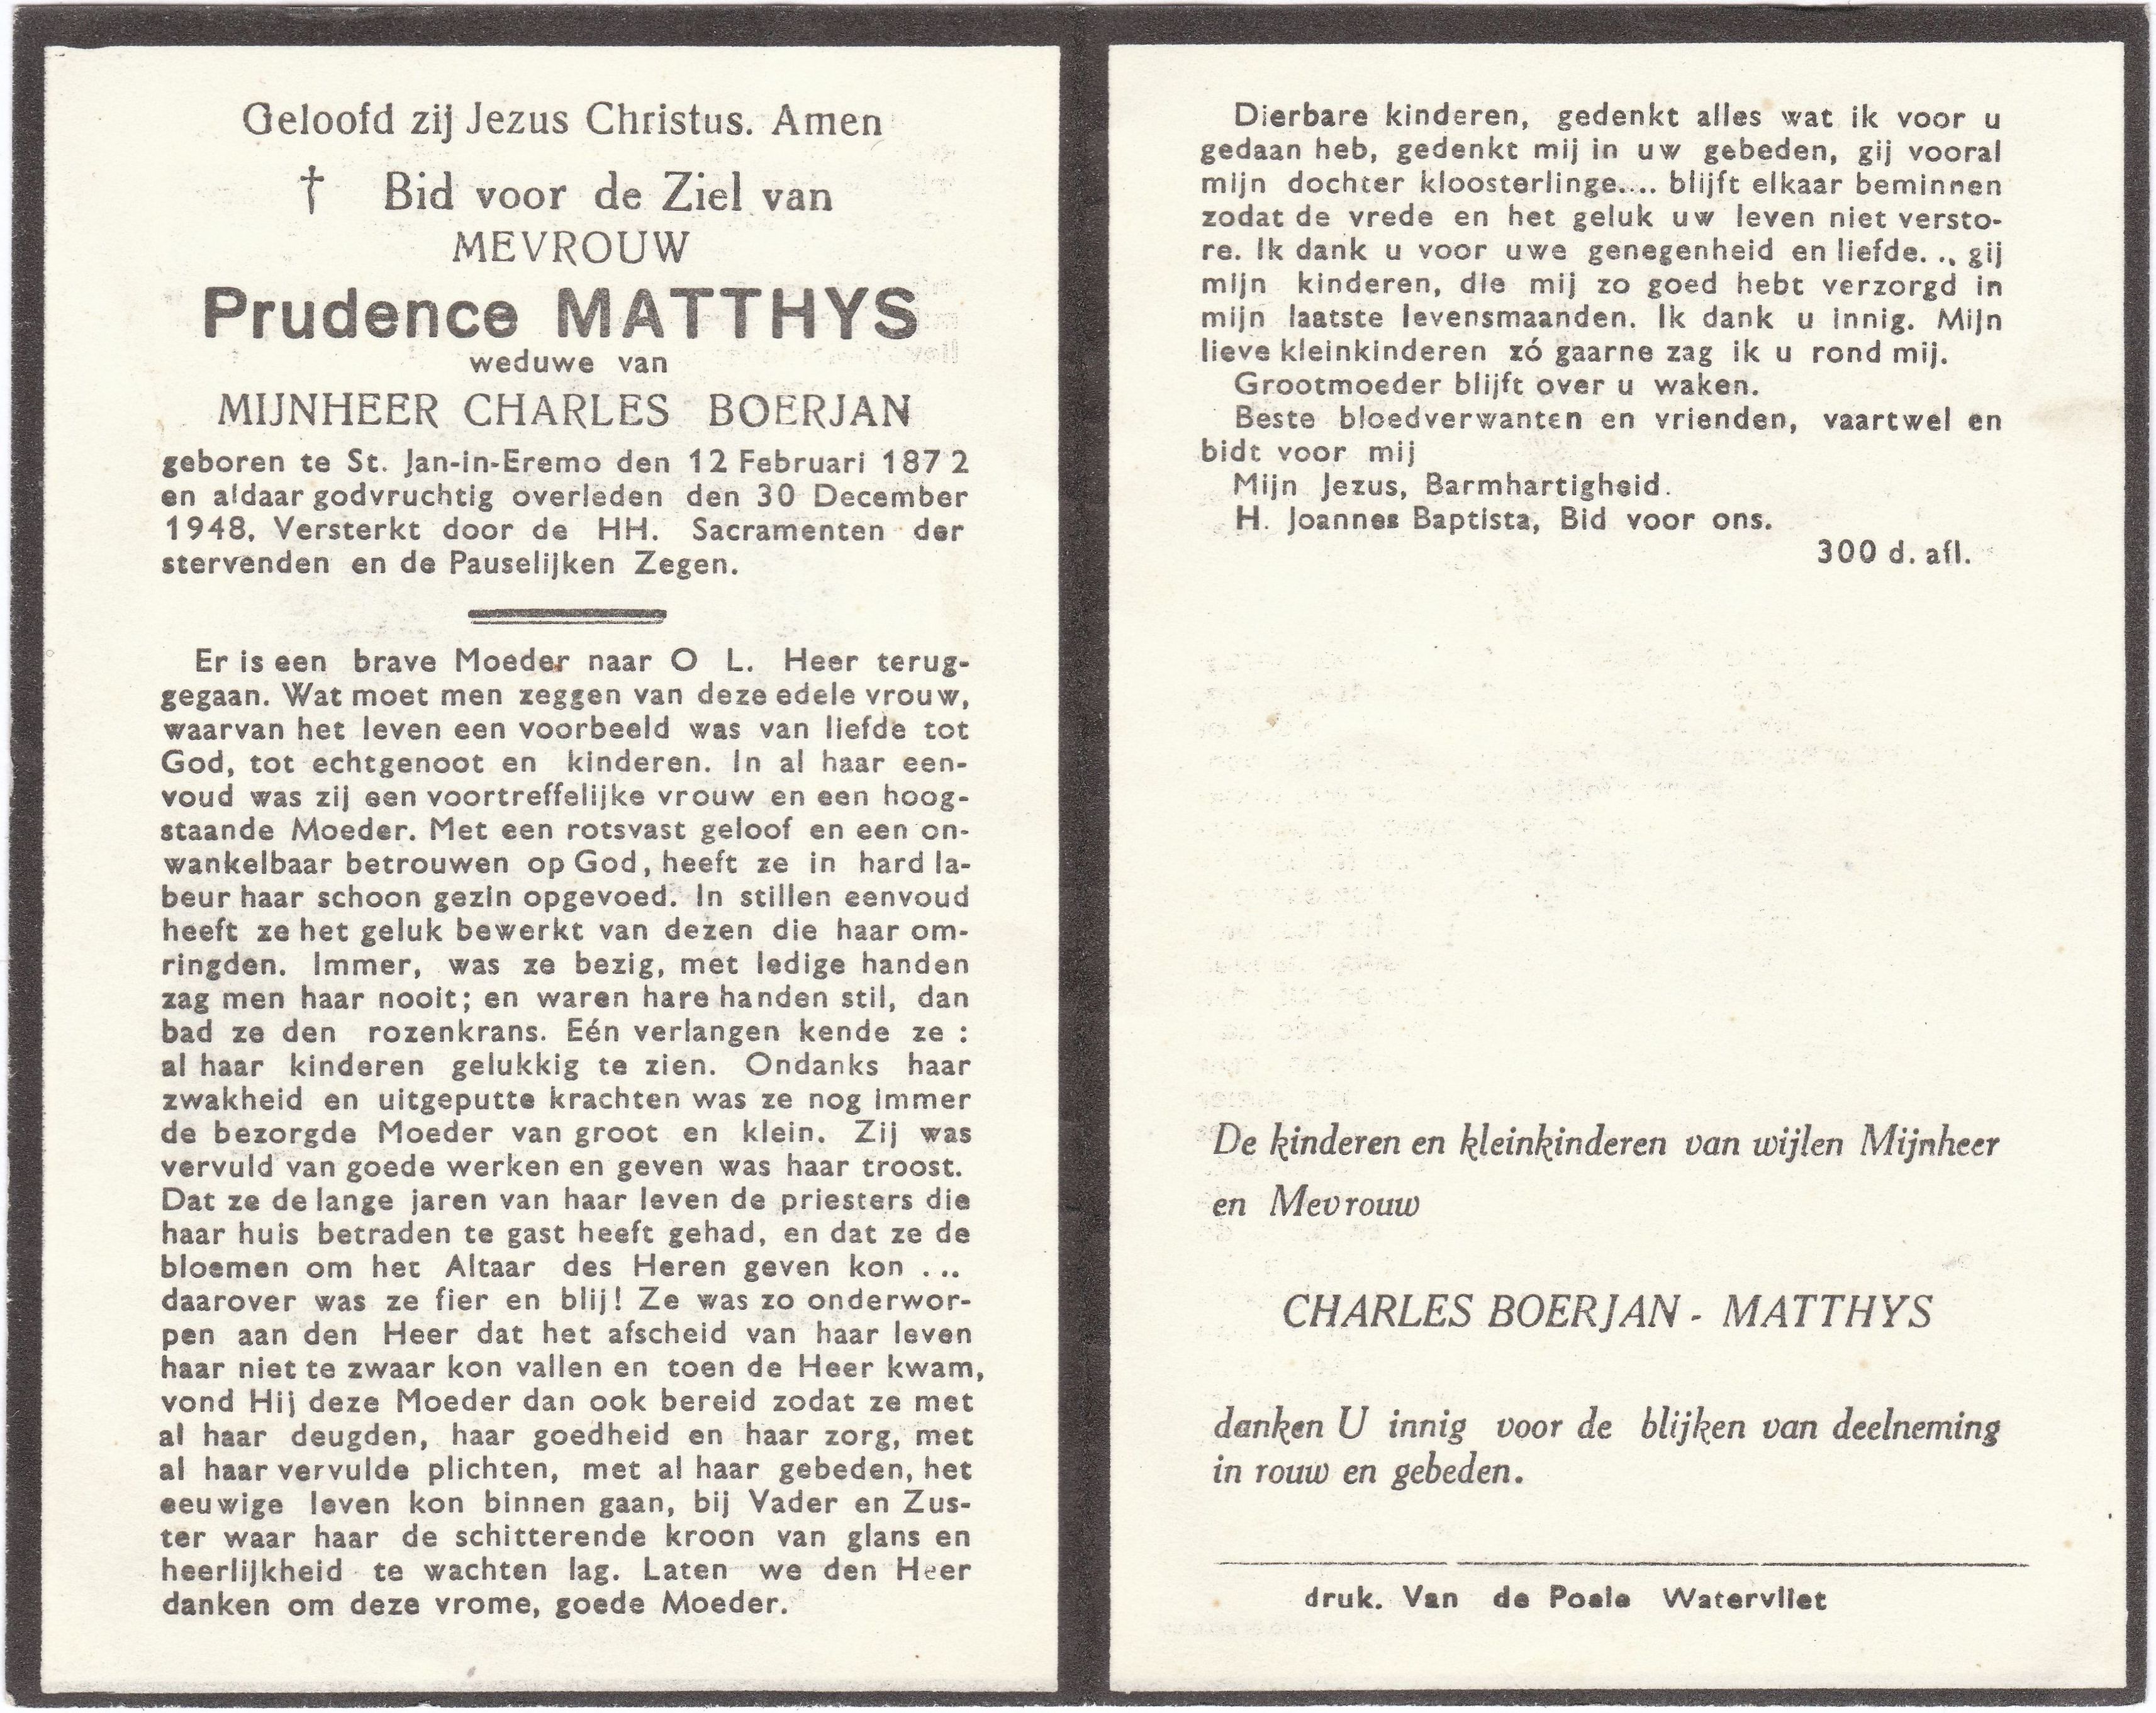 Geloofd zij Jezus Christus. Amen
† Bid voor de Ziel van
MEVROUW
Prudence MATTHYS
weduwe van
MIJNHEER CHARLES BOERJAN
geboren te St. Jan-in-Eremo den 12 Februari 1872
en aldaar godvruchtig overleden den 30 December
1948. Versterkt door de HH. Sacramenten der
stervenden en de Pauselijken Zegen.
Er is een brave Moeder naar O L. Heer terug-
gegaan. Wat moet men zeggen van deze edele vrouw,
waarvan het leven een voorbeeld was van liefde tot
God, tot echtgenoot en kinderen. In al haar een-
voud was zij een voortreffelijke vrouw en een hoog-
staande Moeder. Met een rotsvast geloof en een on-
wankelbaar betrouwen op God, heeft ze in hard la-
beur haar schoon gezin opgevoed. In stillen eenvoud
heeft ze het geluk bewerkt van dezen die haar om-
ringden. Immer, was ze bezig, met ledige handen
zag men haar nooit; en waren hare handen stil, dan
bad ze den rozenkrans. Eén verlangen kende ze :
al haar kinderen gelukkig te zien. Ondanks haar
zwakheid en uitgeputte krachten was ze nog immer
de bezorgde Moeder van groot en klein. Zij was
vervuld van goede werken en geven was haar troost.
Dat ze de lange jaren van haar leven de priesters die
haar huis betraden te gast heeft gehad, en dat ze de
bloemen om het Altaar des Heren geven kon ...
daarover was ze fier en blij! Ze was zo onderwor-
pen aan den Heer dat het afscheid van haar leven
haar niet te zwaar kon vallen en toen de Heer kwam,
vond Hij deze Moeder dan ook bereid zodat ze met
al haar deugden, haar goedheid en haar zorg, met
al haar vervulde plichten, met al haar gebeden, het
eeuwige leven kon binnen gaan, bij Vader en Zus-
ter waar haar de schitterende kroon van glans en
heerlijkheid te wachten lag. Laten we den Heer
danken om deze vrome, goede Moeder.
Dierbare kinderen, gedenkt alles wat ik voor u
gedaan heb, gedenkt mij in uw gebeden, gij vooral
mijn dochter kloosterlinge.... blijft elkaar beminnen
zodat de vrede en het geluk uw leven niet versto-
re. Ik dank u voor uwe genegenheid en liefde. .. gij
mijn kinderen, die mij zo goed hebt verzorgd in
mijn laatste levensmaanden. Ik dank u innig. Mijn
lieve kleinkinderen zó gaarne zag ik u rond mij.
Grootmoeder blijft over u waken.
Beste bloedverwanten en vrienden, vaartwel en
bidt voor mij
Mijn Jezus, Barmhartigheid.
H. Joannes Baptista, Bid voor ons.
300 d. afl.
De kinderen en kleinkinderen van wijlen Mijnheer
en Mevrouw
CHARLES BOERJAN - MATTHYS
danken U innig voor de blijken van deelneming
in rouw en gebeden.
druk. Van de Poele Watervliet